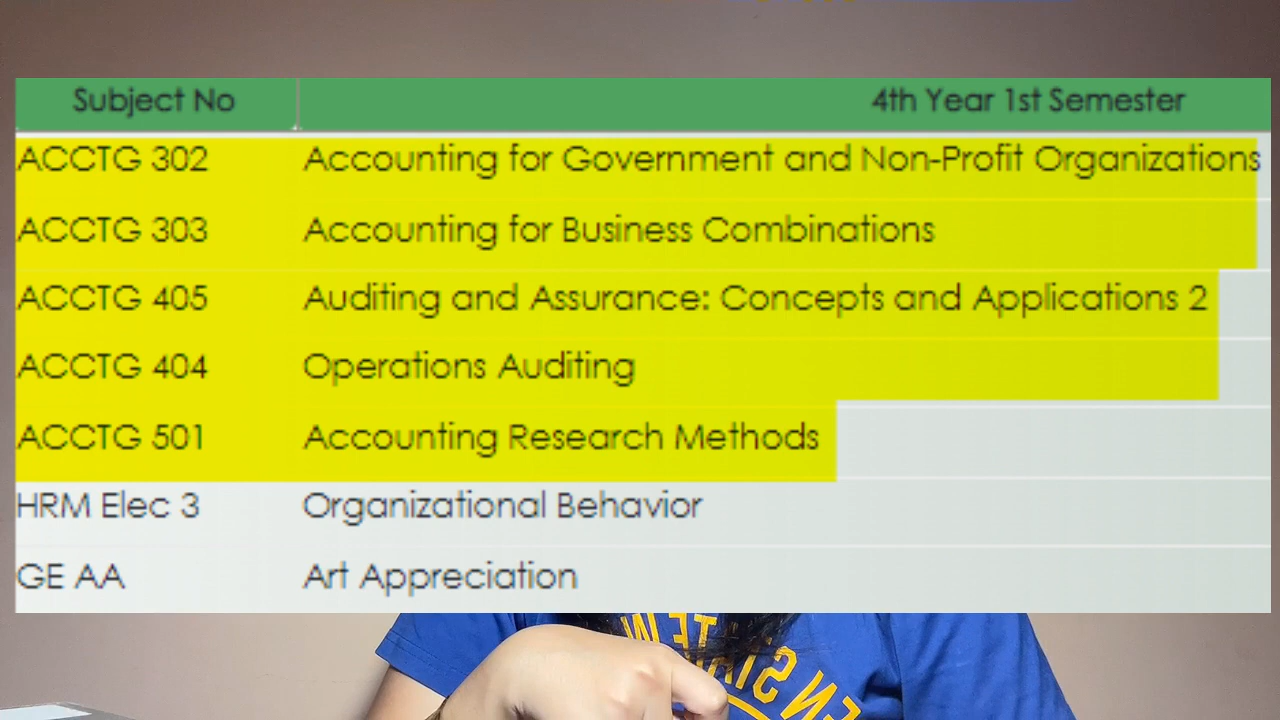 Subject No 4th Year 1st Semester
ACCTG 302 Accounting for Government and Non-Profit Organizations
ACCTG 303 Accounting for Business Combinations
ACCTG 405 Auditing and Assurance: Concepts and Applications 2
ACCTG 404 Operations Auditing
ACCTG 501 Accounting Research Methods
HRM Elec 3 Organizational Behavior
GE AA Art Appreciation